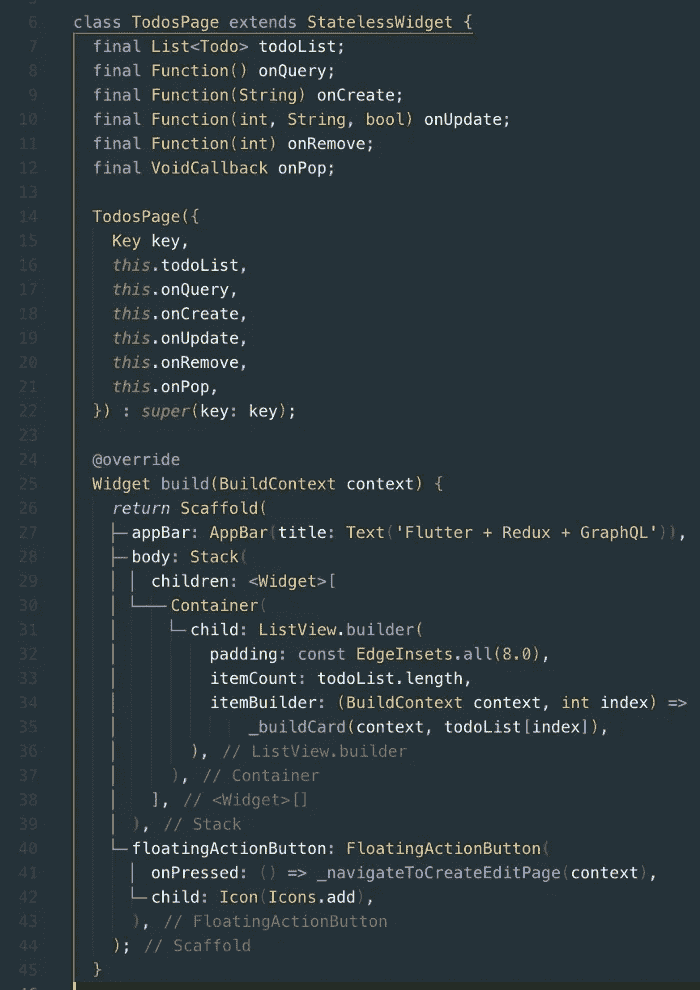 6 class TodosPage extends StatelessWidget {
7 final List<Todo> todoList;
8 final Function() onQuery;
9 final Function(String) onCreate;
10 final Function(int, String, bool) onUpdate;
11 final Function(int) onRemove;
12 final VoidCallback onPop;
13
14 TodosPage({
15 Key key,
16 this.todoList,
17 this.onQuery,
18 this.onCreate,
19 this.onUpdate,
20 this.onRemove,
21 this.onPop,
22 }) : super(key: key);
23
24 @override
25 Widget build(BuildContext context) {
26 return Scaffold(
27 appBar: AppBar(title: Text('Flutter + Redux + GraphQL')),
28 body: Stack(
29 children: <Widget>[
30 Container(
31 child: ListView.builder(
32 padding: const EdgeInsets.all(8.0),
33 itemCount: todoList.length,
34 itemBuilder: (BuildContext context, int index) =>
35 _buildCard(context, todoList[index]),
36 ), // ListView.builder
37 ), // Container
38 ], // <Widget>[]
39 ), // Stack
40 floatingActionButton: FloatingActionButton(
41 onPressed: () => _navigateToCreateEditPage(context),
42 child: Icon(Icons.add),
43 ), // FloatingActionButton
44 ); // Scaffold
45 }